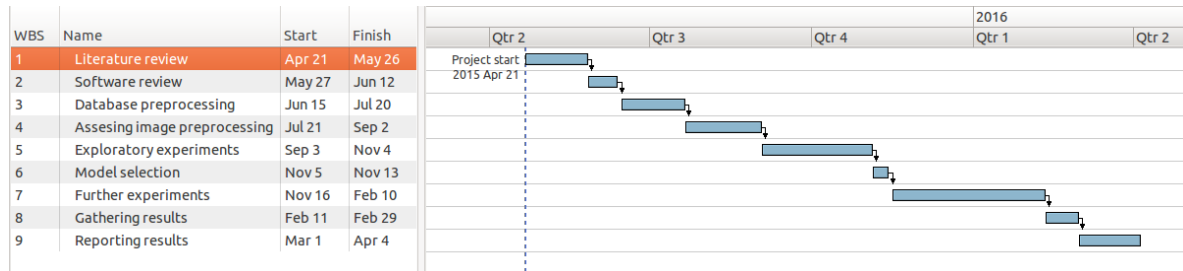 2016
WBS Name Start Finish Qtr 2 Qtr 3 Qtr 4 Qtr 1 Qtr 2
1 Literature review Apr 21 May 26 Project start
2015 Apr 21
2 Software review May 27 Jun 12
3 Database preprocessing Jun 15 Jul 20
4 Assesing image preprocessing Jul 21 Sep 2
5 Exploratory experiments Sep 3 Nov 4
6 Model selection Nov 5 Nov 13
7 Further experiments Nov 16 Feb 10
8 Gathering results Feb 11 Feb 29
9 Reporting results Mar 1 Apr 4